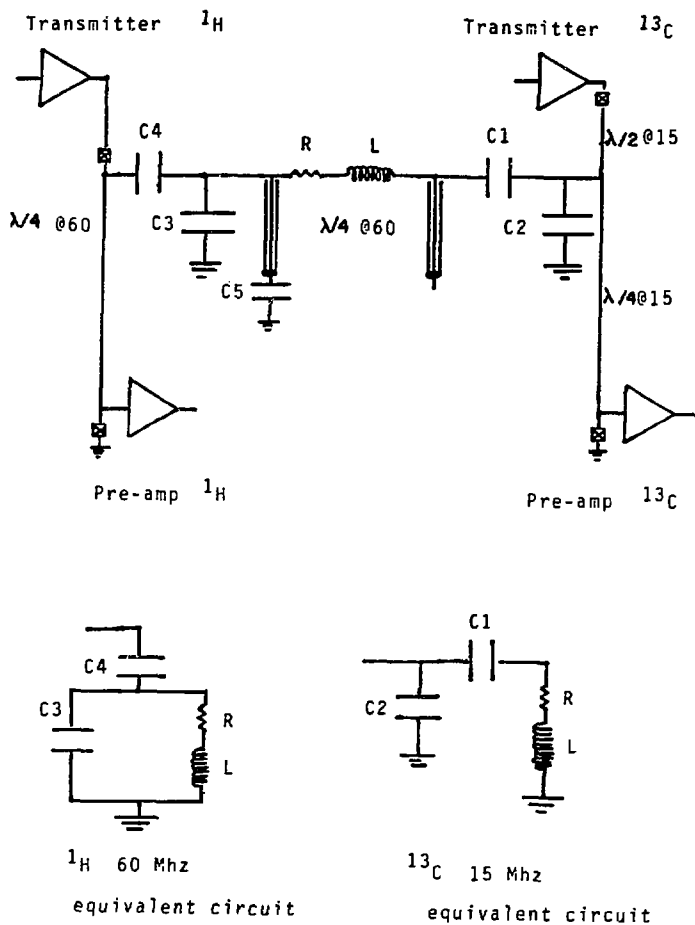 Transmitter 1H
Transmitter 13C
C4
R
L
C1
λ/2@15
λ/4 @60
C3
λ/4 @60
C2
C5
λ/4@15
Pre-amp 1H
Pre-amp 13C
C4
C3
R
L
C1
C2
R
L
1H 60 Mhz
equivalent circuit
13C 15 Mhz
equivalent circuit